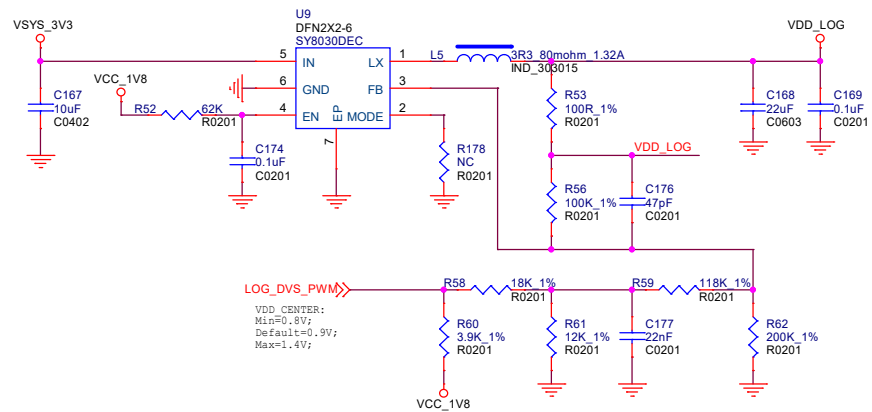 U9
DFN2X2-6
SY8030DEC
VSYS_3V3
VDD_LOG
5 IN LX 1 L5 3R3_80mohm_1.32A
IND_303015
C167
10uF
C0402
VCC_1V8
6 GND FB 3
R52 62K
R0201
4 EN MODE 2
EP
7
C174
0.1uF
C0201
R178
NC
R0201
R53
100R_1%
R0201
C168
22uF
C0603
C169
0.1uF
C0201
VDD_LOG
R56
100K_1%
R0201
C176
47pF
C0201
LOG_DVS_PWM
R58 18K_1%
R0201
R59 118K_1%
R0201
VDD_CENTER:
Min=0.8V;
Default=0.9V;
Max=1.4V;
R60
3.9K_1%
R0201
R61
12K_1%
R0201
C177
22nF
C0201
R62
200K_1%
R0201
VCC_1V8